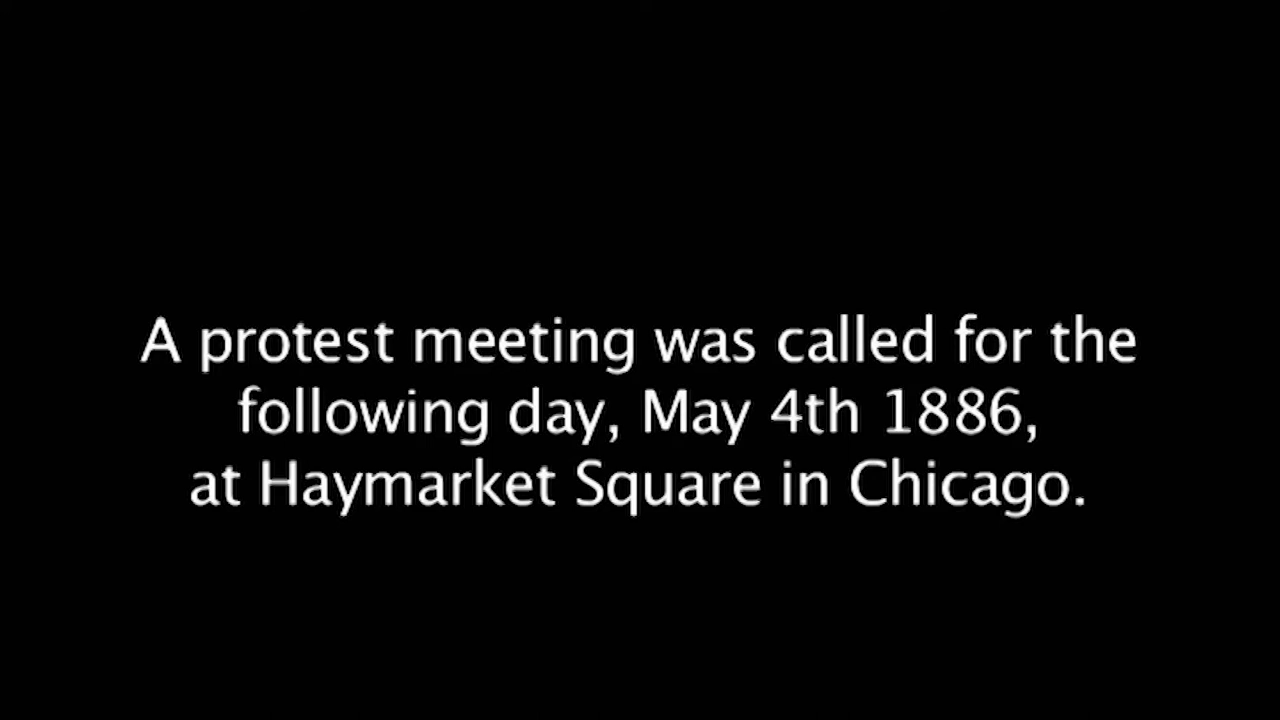 A protest meeting was called for the
following day, May 4th 1886,
at Haymarket Square in Chicago.